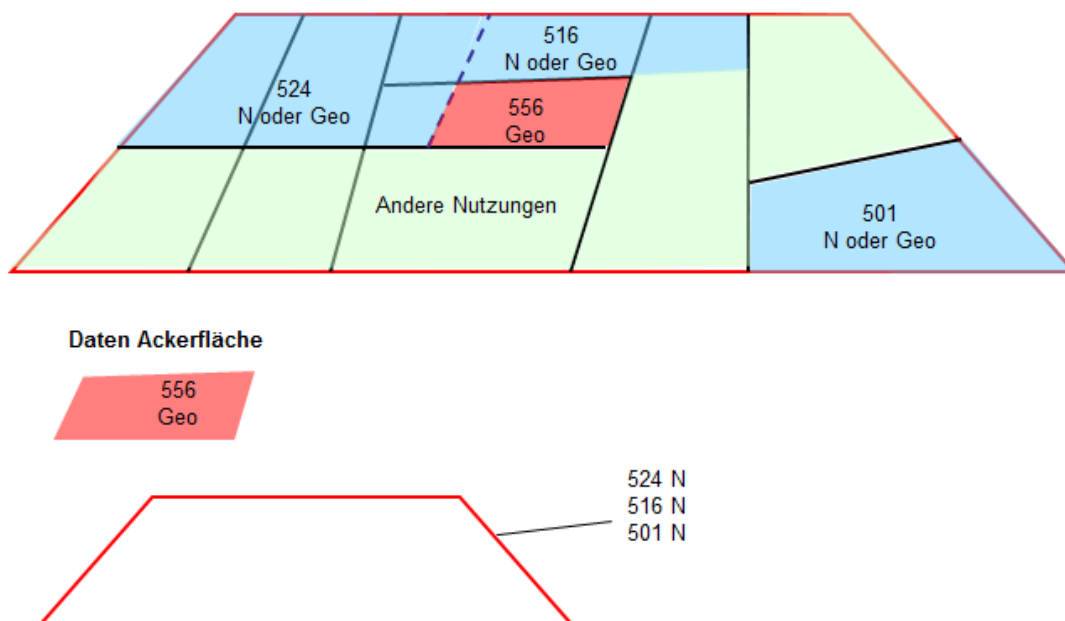 516
N oder Geo
524
N oder Geo
556
Geo
Andere Nutzungen
501
N oder Geo
Daten Ackerfläche
556
Geo
524 N
516 N
501 N